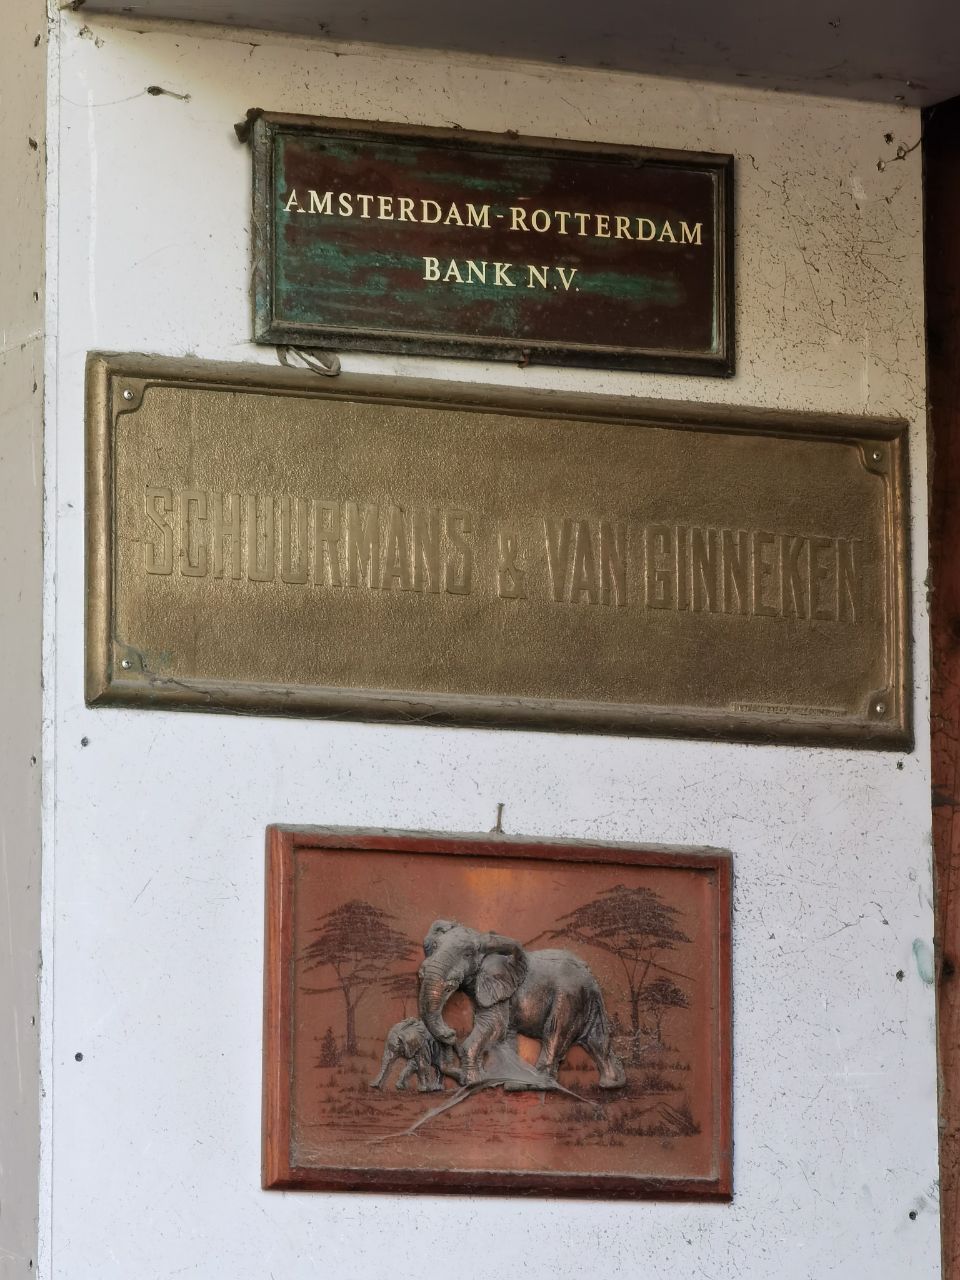 AMSTERDAM-ROTTERDAM
BANK N.V.
SCHUURMANS & VAN GINNEKEN